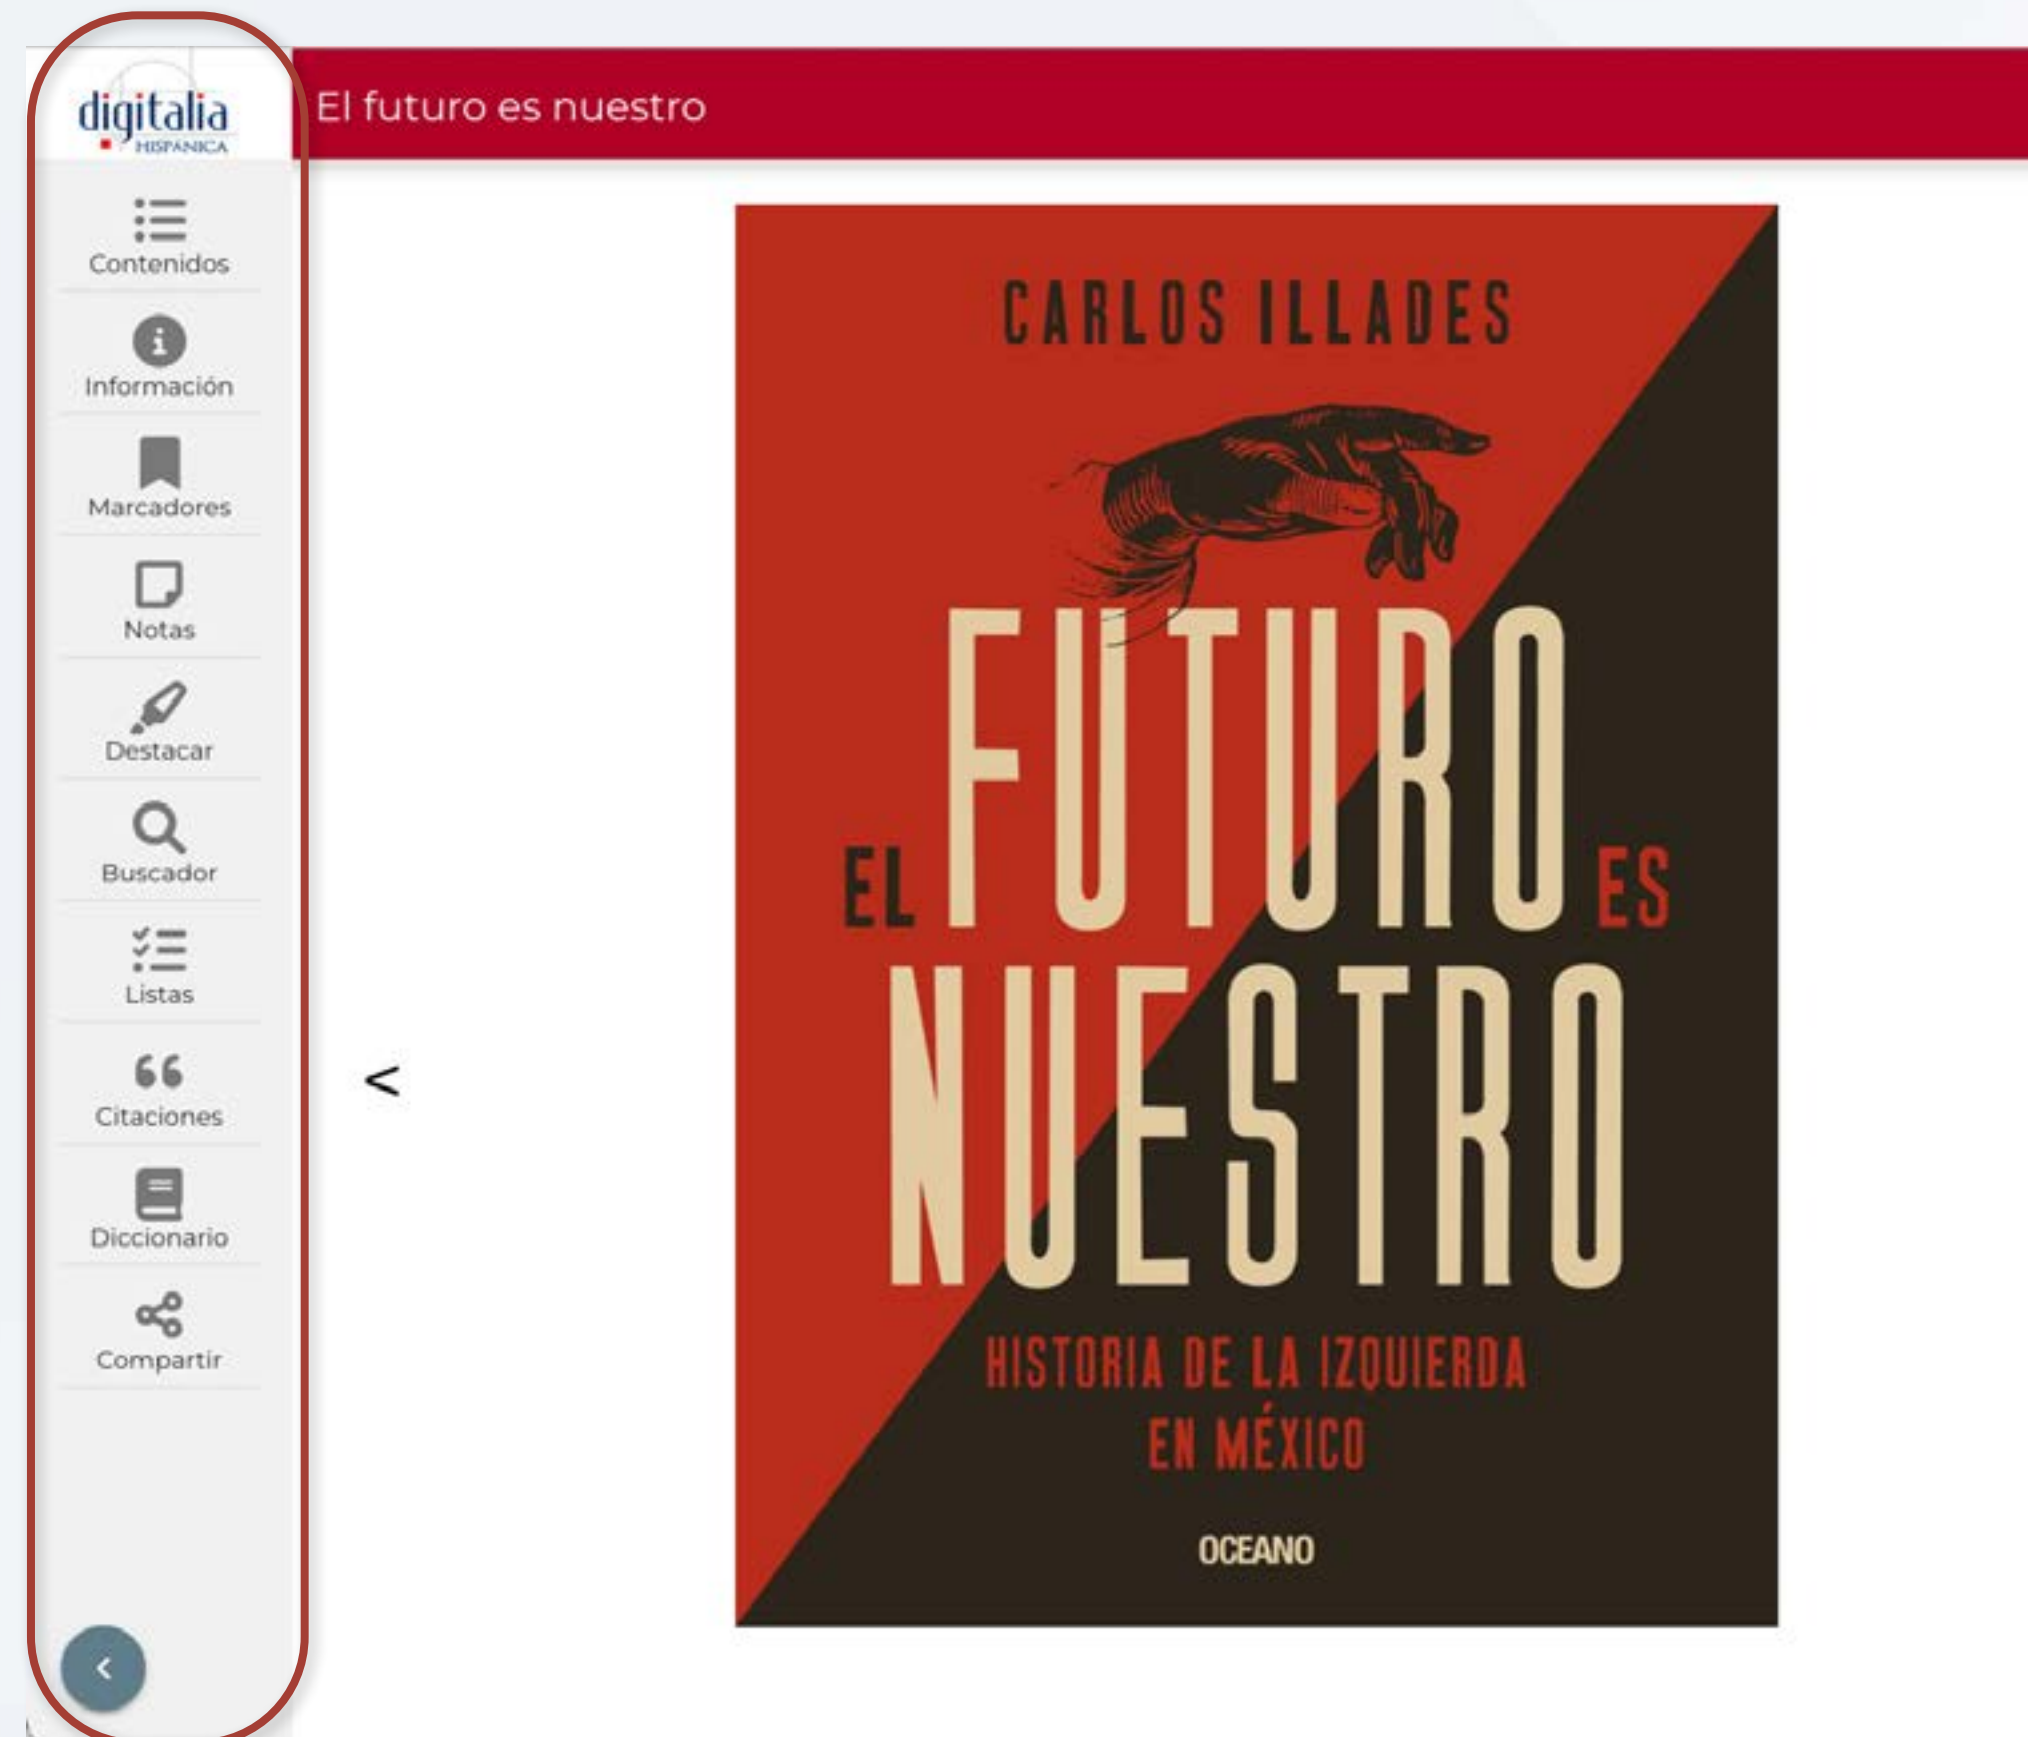 digitalia
HISPÁNICA
El futuro es nuestro
Contenidos
Información
Marcadores
Notas
Destacar
Buscador
Listas
Citaciones
Diccionario
Compartir
<
CARLOS ILLADES
EL FUTURO ES
NUESTRO
HISTORIA DE LA IZQUIERDA
EN MÉXICO
OCEANO